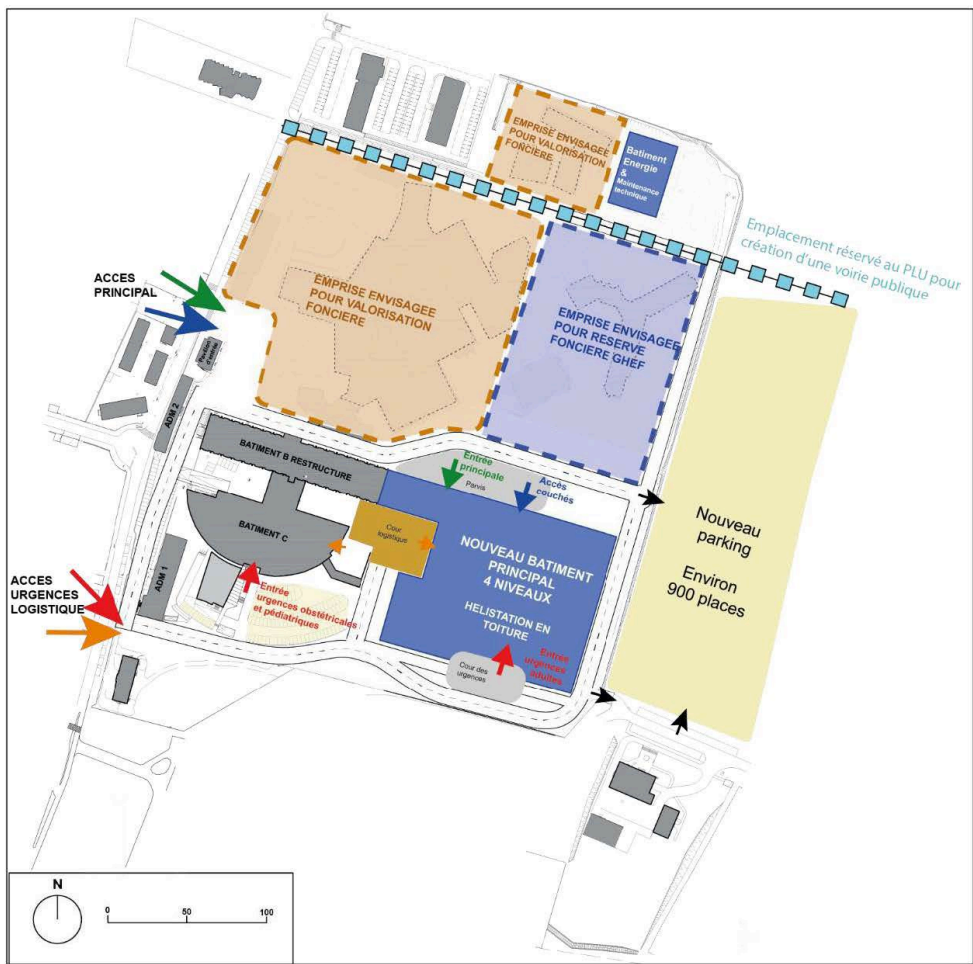 EMPRISE ENVISAGEE
POUR VALORISATION
FONCIERE
Batiment
Energie
&
Maintenance
technique
Emplacement réservé au PLU pour
création d'une voirie publique
ACCES
PRINCIPAL
EMPRISE ENVISAGEE
POUR VALORISATION
FONCIERE
EMPRISE ENVISAGEE
POUR RESERVE
FONCIERE GHEF
Pavillon
d'entrée
ADM 2
BATIMENT B RESTRUCTURE
Entrée
principale
Parvis
Accès
couchés
Nouveau
parking
Environ
900 places
BATIMENT C
Cour
logistique
NOUVEAU BATIMENT
PRINCIPAL
4 NIVEAUX
HELISTATION EN
TOITURE
ACCES
URGENCES
LOGISTIQUE
ADM 1
Entrée
urgences obstétricales
et pédiatriques
Cour des
urgences
Entrée
urgences
adultes
N
0 50 100